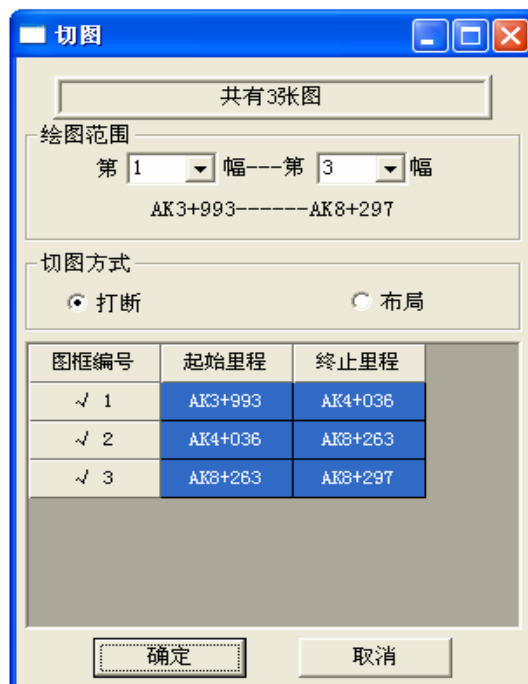 切图
共有3张图
绘图范围
第 1 幅---第 3 幅
AK3+993------AK8+297
切图方式
打断 布局
图框编号 起始里程 终止里程
√ 1 AK3+993 AK4+036
√ 2 AK4+036 AK8+263
√ 3 AK8+263 AK8+297
确定 取消